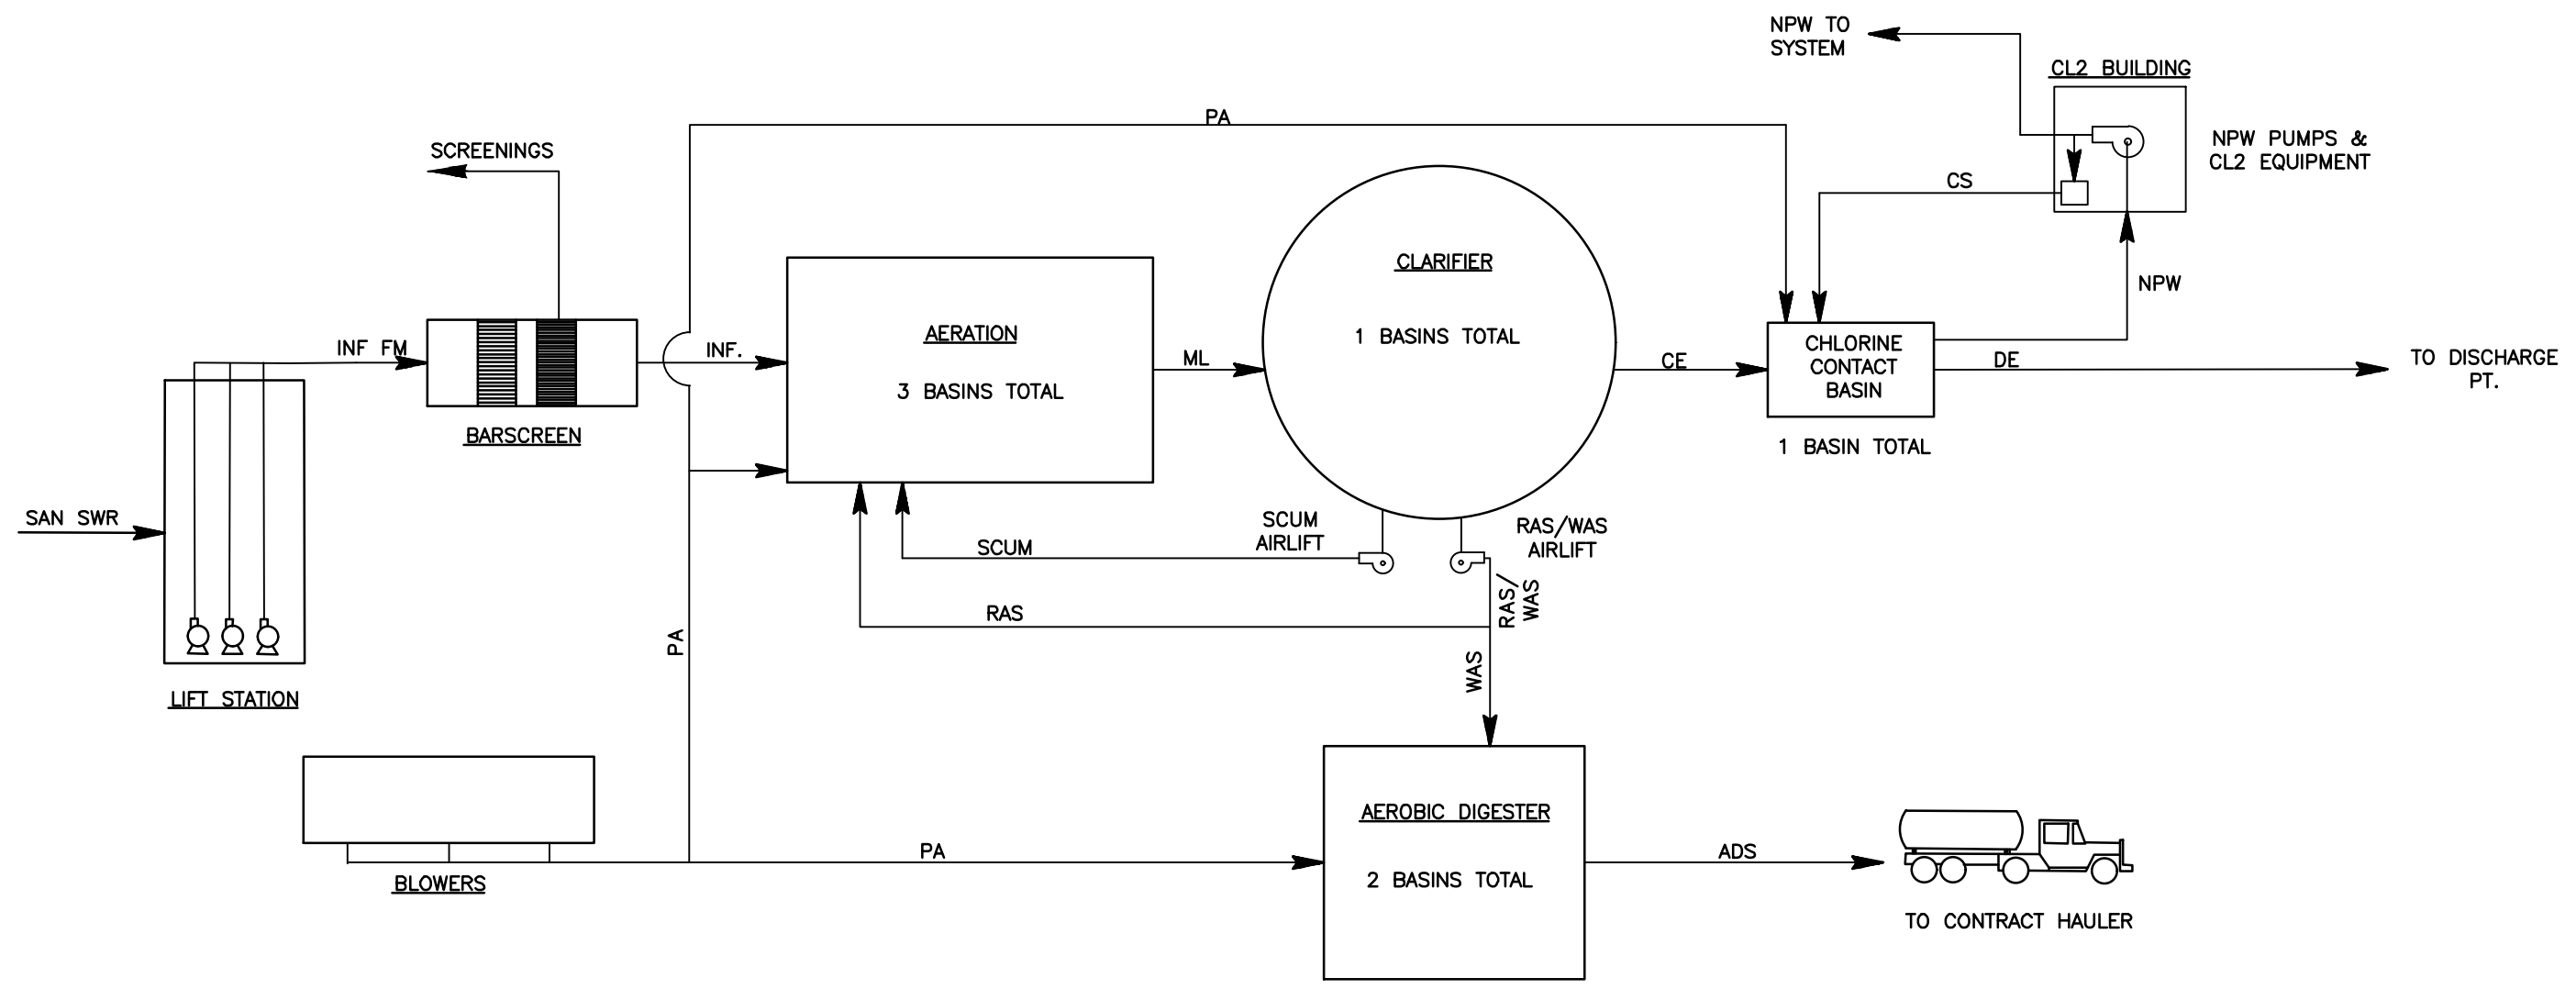 NPW TO
SYSTEM
CL2 BUILDING
NPW PUMPS &
CL2 EQUIPMENT
PA
SCREENINGS
CS
CLARIFIER
1 BASINS TOTAL
NPW
AERATION
3 BASINS TOTAL
INF FM
INF.
ML
CE
CHLORINE
CONTACT
BASIN
DE
TO DISCHARGE
PT.
BARSCREEN
1 BASIN TOTAL
SAN SWR
SCUM
AIRLIFT
RAS/WAS
AIRLIFT
SCUM
RAS/
WAS
RAS
PA
WAS
LIFT STATION
AEROBIC DIGESTER
2 BASINS TOTAL
PA
ADS
BLOWERS
TO CONTRACT HAULER